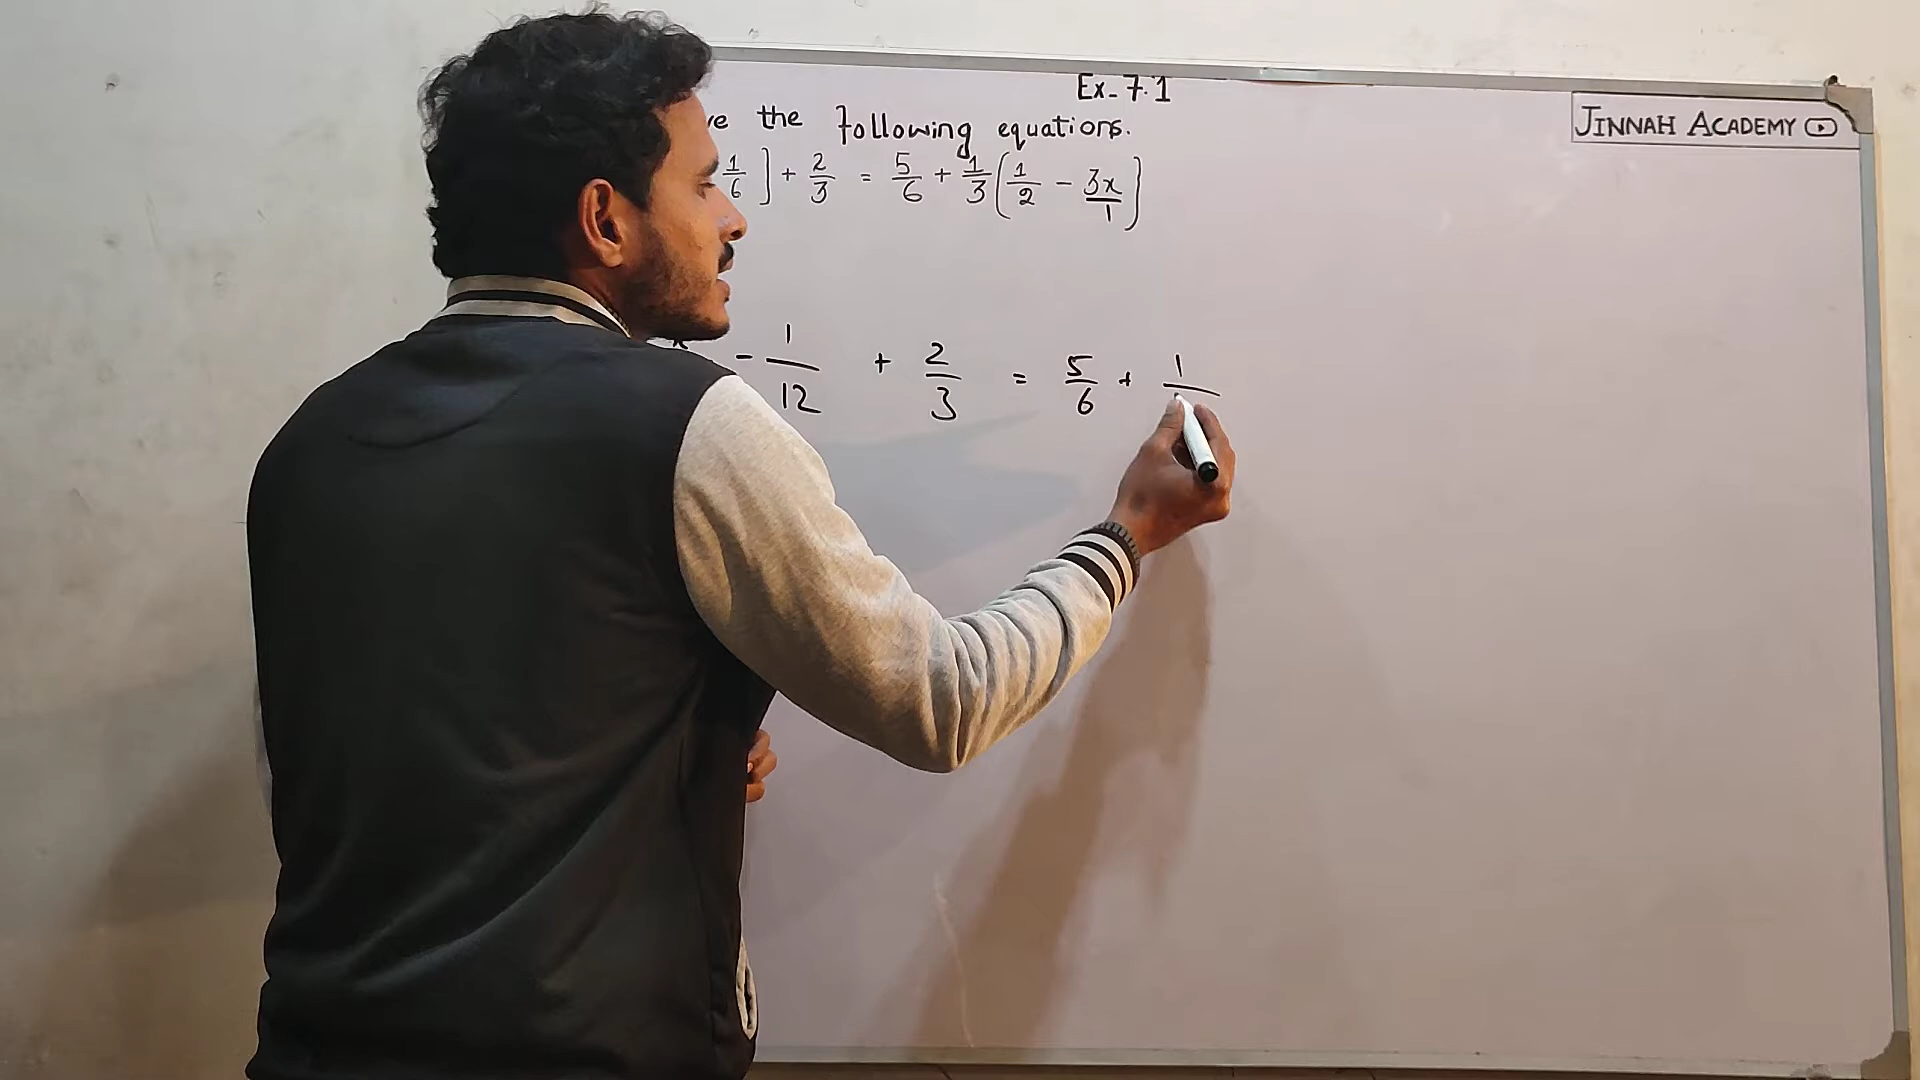 Ex-7.1
JINNAH ACADEMY
the following equations.
1/6 ] + 2/3 = 5/6 + 1/3 ( 1/2 - 3x/1 )
- 1/12 + 2/3 = 5/6 + 1/